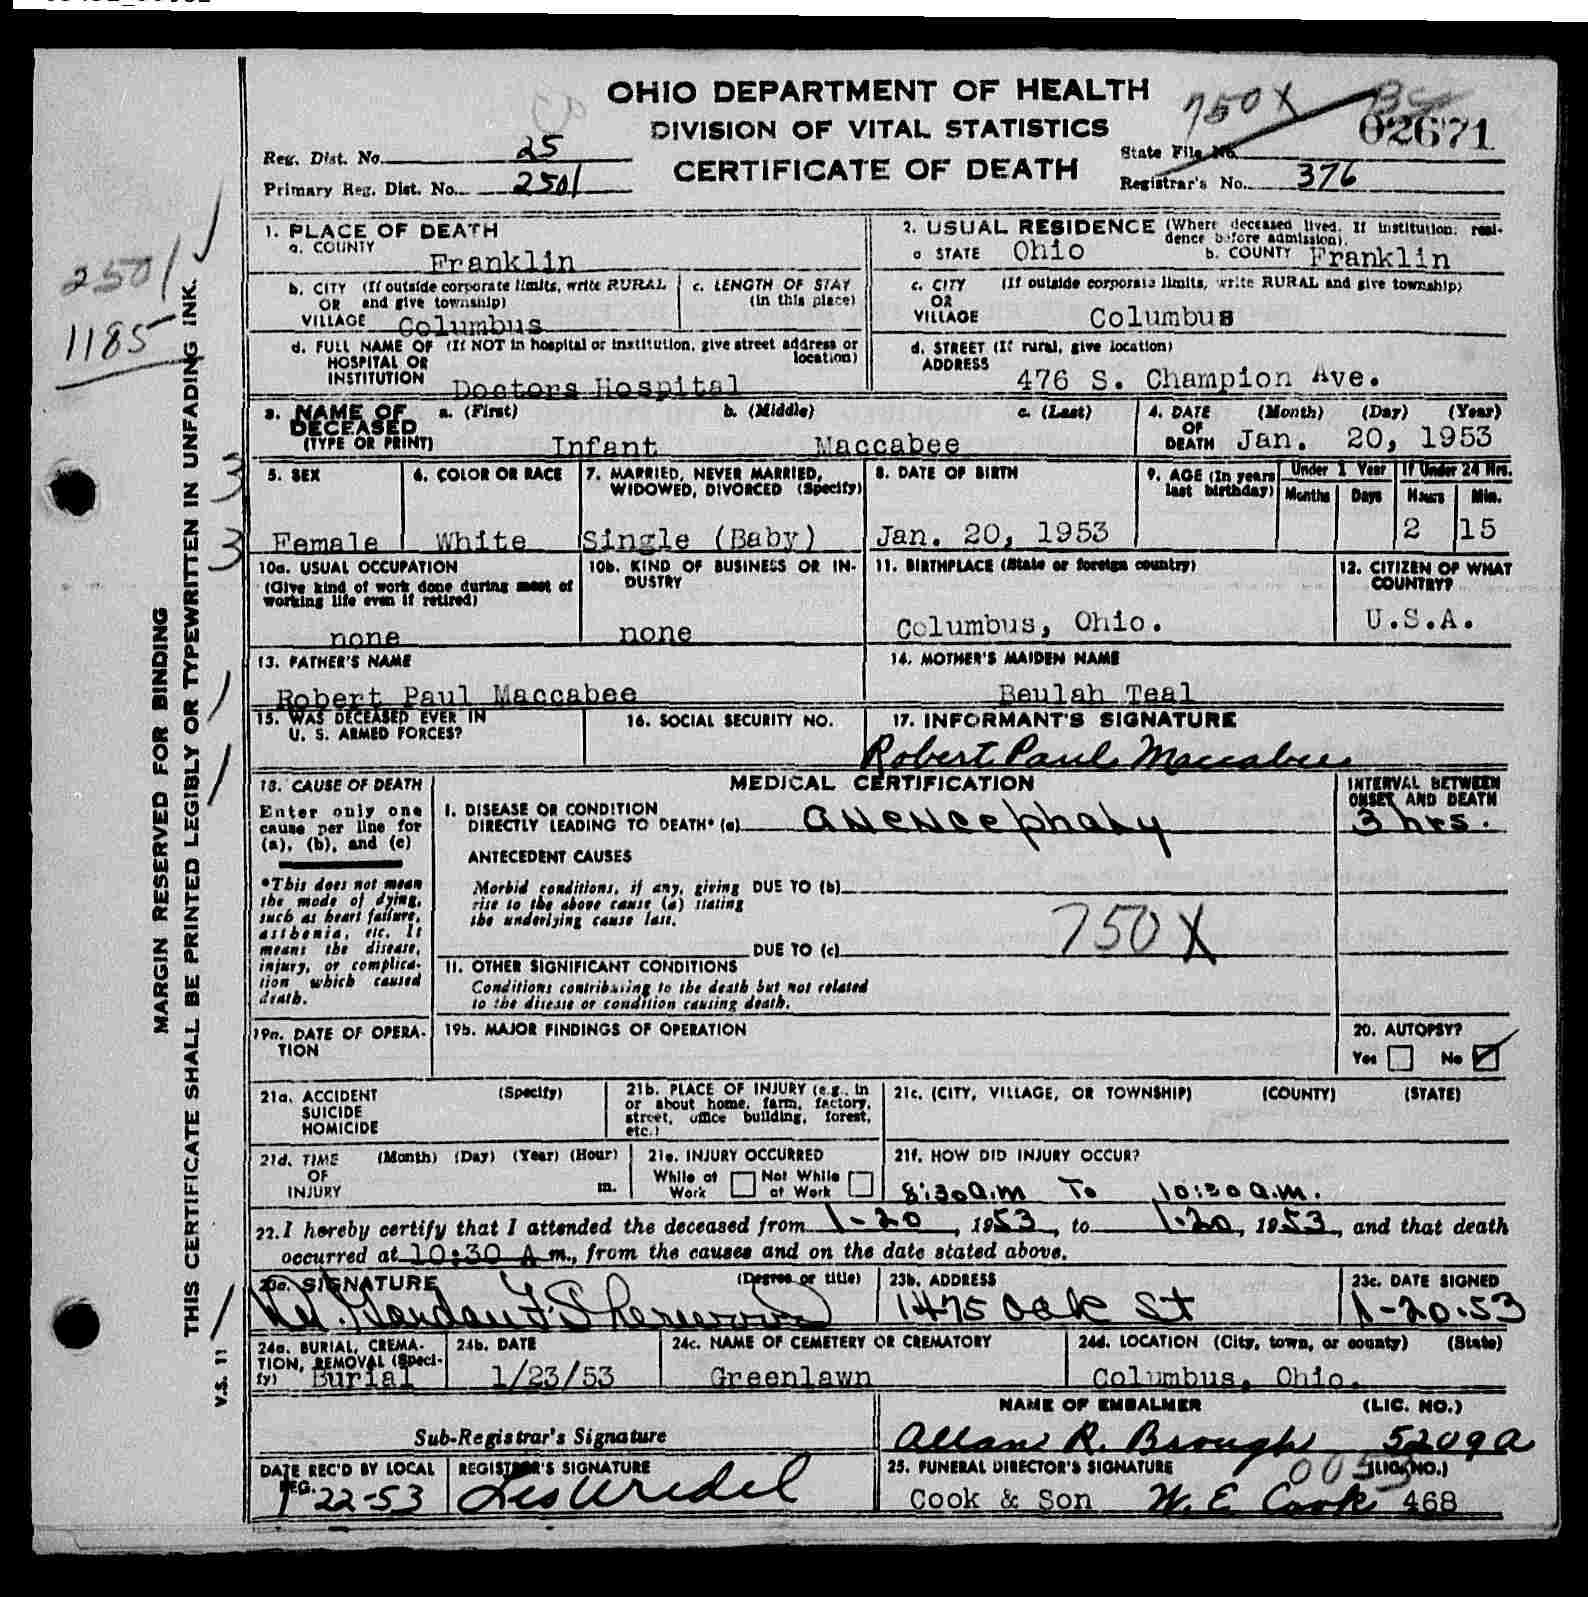 OHIO DEPARTMENT OF HEALTH
DIVISION OF VITAL STATISTICS
CERTIFICATE OF DEATH
Reg. Dist. No. 25
Primary Reg. Dist. No. 2501
750X
02671
State File No.
Registrar's No. 376
2501
1185
MARGIN RESERVED FOR BINDING
THIS CERTIFICATE SHALL BE PRINTED LEGIBLY OR TYPEWRITTEN IN UNFADING INK.
V.S. 11
3
3
1. PLACE OF DEATH
a. COUNTY Franklin
2. USUAL RESIDENCE (Where deceased lived. If institution: residence before admission).
a STATE Ohio b. COUNTY Franklin
b. CITY (If outside corporate limits, write RURAL
OR and give township)
VILLAGE Columbus
c. LENGTH OF STAY
(in this place)
c. CITY (If outside corporate limits, write RURAL and give township)
OR
VILLAGE Columbus
d. FULL NAME OF (If NOT in hospital or institution, give street address or
HOSPITAL OR location)
INSTITUTION Doctors Hospital
d. STREET (If rural, give location)
ADDRESS 476 S. Champion Ave.
3. NAME OF DECEASED (TYPE OR PRINT)
a. (First) b. (Middle) c. (Last)
Infant Maccabee
4. DATE OF DEATH (Month) (Day) (Year)
Jan. 20, 1953
5. SEX
Female
6. COLOR OR RACE
White
7. MARRIED, NEVER MARRIED,
WIDOWED, DIVORCED (Specify)
Single (Baby)
8. DATE OF BIRTH
Jan. 20, 1953
9. AGE (In years
last birthday)
Under 1 Year
Months Days
If Under 24 Hrs.
Hours Min.
2 15
10a. USUAL OCCUPATION
(Give kind of work done during most of
working life even if retired)
none
10b. KIND OF BUSINESS OR IN-
DUSTRY
none
11. BIRTHPLACE (State or foreign country)
Columbus, Ohio.
12. CITIZEN OF WHAT
COUNTRY?
U.S.A.
13. FATHER'S NAME
Robert Paul Maccabee
14. MOTHER'S MAIDEN NAME
Beulah Teal
15. WAS DECEASED EVER IN
U. S. ARMED FORCES?
16. SOCIAL SECURITY NO.
17. INFORMANT'S SIGNATURE
Robert Paul Maccabee
18. CAUSE OF DEATH
Enter only one
cause per line for
(a), (b), and (c)
*This does not mean
the mode of dying,
such as heart failure,
asthenia, etc. It
means the disease,
injury, or complica-
tion which caused
death.
MEDICAL CERTIFICATION
I. DISEASE OR CONDITION
DIRECTLY LEADING TO DEATH* (a) anencephaly
ANTECEDENT CAUSES
Morbid conditions, if any, giving DUE TO (b)
rise to the above cause (a) stating
the underlying cause last.
DUE TO (c)
750X
II. OTHER SIGNIFICANT CONDITIONS
Conditions contributing to the death but not related
to the disease or condition causing death.
INTERVAL BETWEEN
ONSET AND DEATH
3 hrs.
19a. DATE OF OPERA-
TION
19b. MAJOR FINDINGS OF OPERATION
20. AUTOPSY?
Yes No
21a. ACCIDENT (Specify)
SUICIDE
HOMICIDE
21b. PLACE OF INJURY (e.g., in
or about home, farm, factory,
street, office building, forest,
etc.)
21c. (CITY, VILLAGE, OR TOWNSHIP) (COUNTY) (STATE)
21d. TIME (Month) (Day) (Year) (Hour)
OF
INJURY m.
21e. INJURY OCCURRED
While at Work Not While at Work
21f. HOW DID INJURY OCCUR?
8:30 a.m To 10:30 a.m.
22. I hereby certify that I attended the deceased from 1-20, 1953, to 1-20, 1953, and that death
occurred at 10:30 A m., from the causes and on the date stated above.
23a. SIGNATURE (Degree or title)
23b. ADDRESS
1475 Oak St
23c. DATE SIGNED
1-20-53
24a. BURIAL, CREMA-
TION, REMOVAL (Speci-
fy) Burial
24b. DATE
1/23/53
24c. NAME OF CEMETERY OR CREMATORY
Greenlawn
24d. LOCATION (City, town, or county) (State)
Columbus, Ohio.
Sub-Registrar's Signature
NAME OF EMBALMER (LIC. NO.)
Allan R. Brough 5209A
DATE REC'D BY LOCAL
REG.
1-22-53
REGISTRAR'S SIGNATURE
25. FUNERAL DIRECTOR'S SIGNATURE (LIC. NO.)
Cook & Son W. E. Cook 468